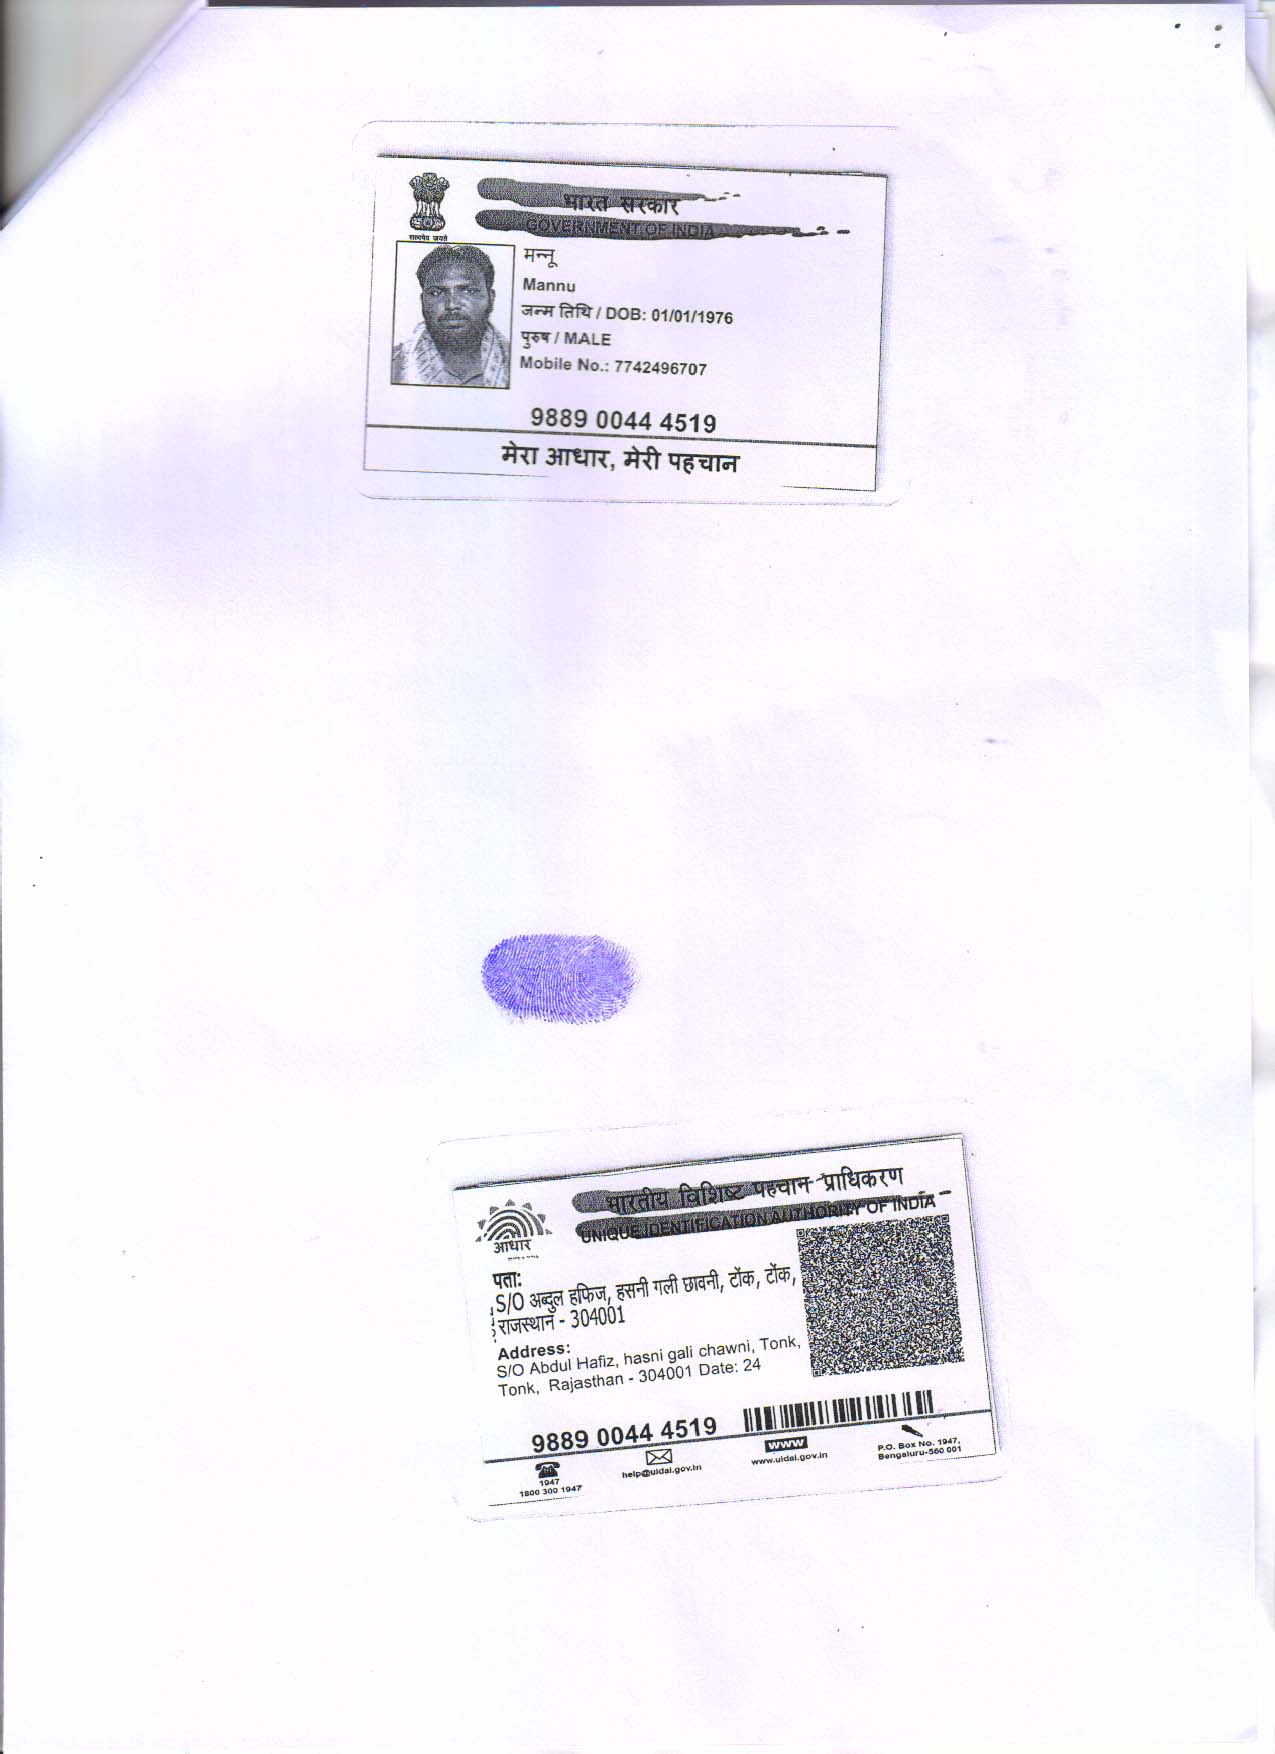 भारत सरकार
GOVERNMENT OF INDIA
सत्यमेव जयते
मन्नू
Mannu
जन्म तिथि / DOB: 01/01/1976
पुरुष / MALE
Mobile No.: 7742496707
9889 0044 4519
मेरा आधार, मेरी पहचान
भारतीय विशिष्ट पहचान प्राधिकरण
UNIQUE IDENTIFICATION AUTHORITY OF INDIA
आधार
पता:
S/O अब्दुल हफिज, हसनी गली छावनी, टोंक, टोंक,
राजस्थान - 304001
Address:
S/O Abdul Hafiz, hasni gali chawni, Tonk,
Tonk, Rajasthan - 304001 Date: 24
9889 0044 4519
1947
1800 300 1947
help@uidai.gov.in
www
www.uidai.gov.in
P.O. Box No. 1947,
Bengaluru-560 001